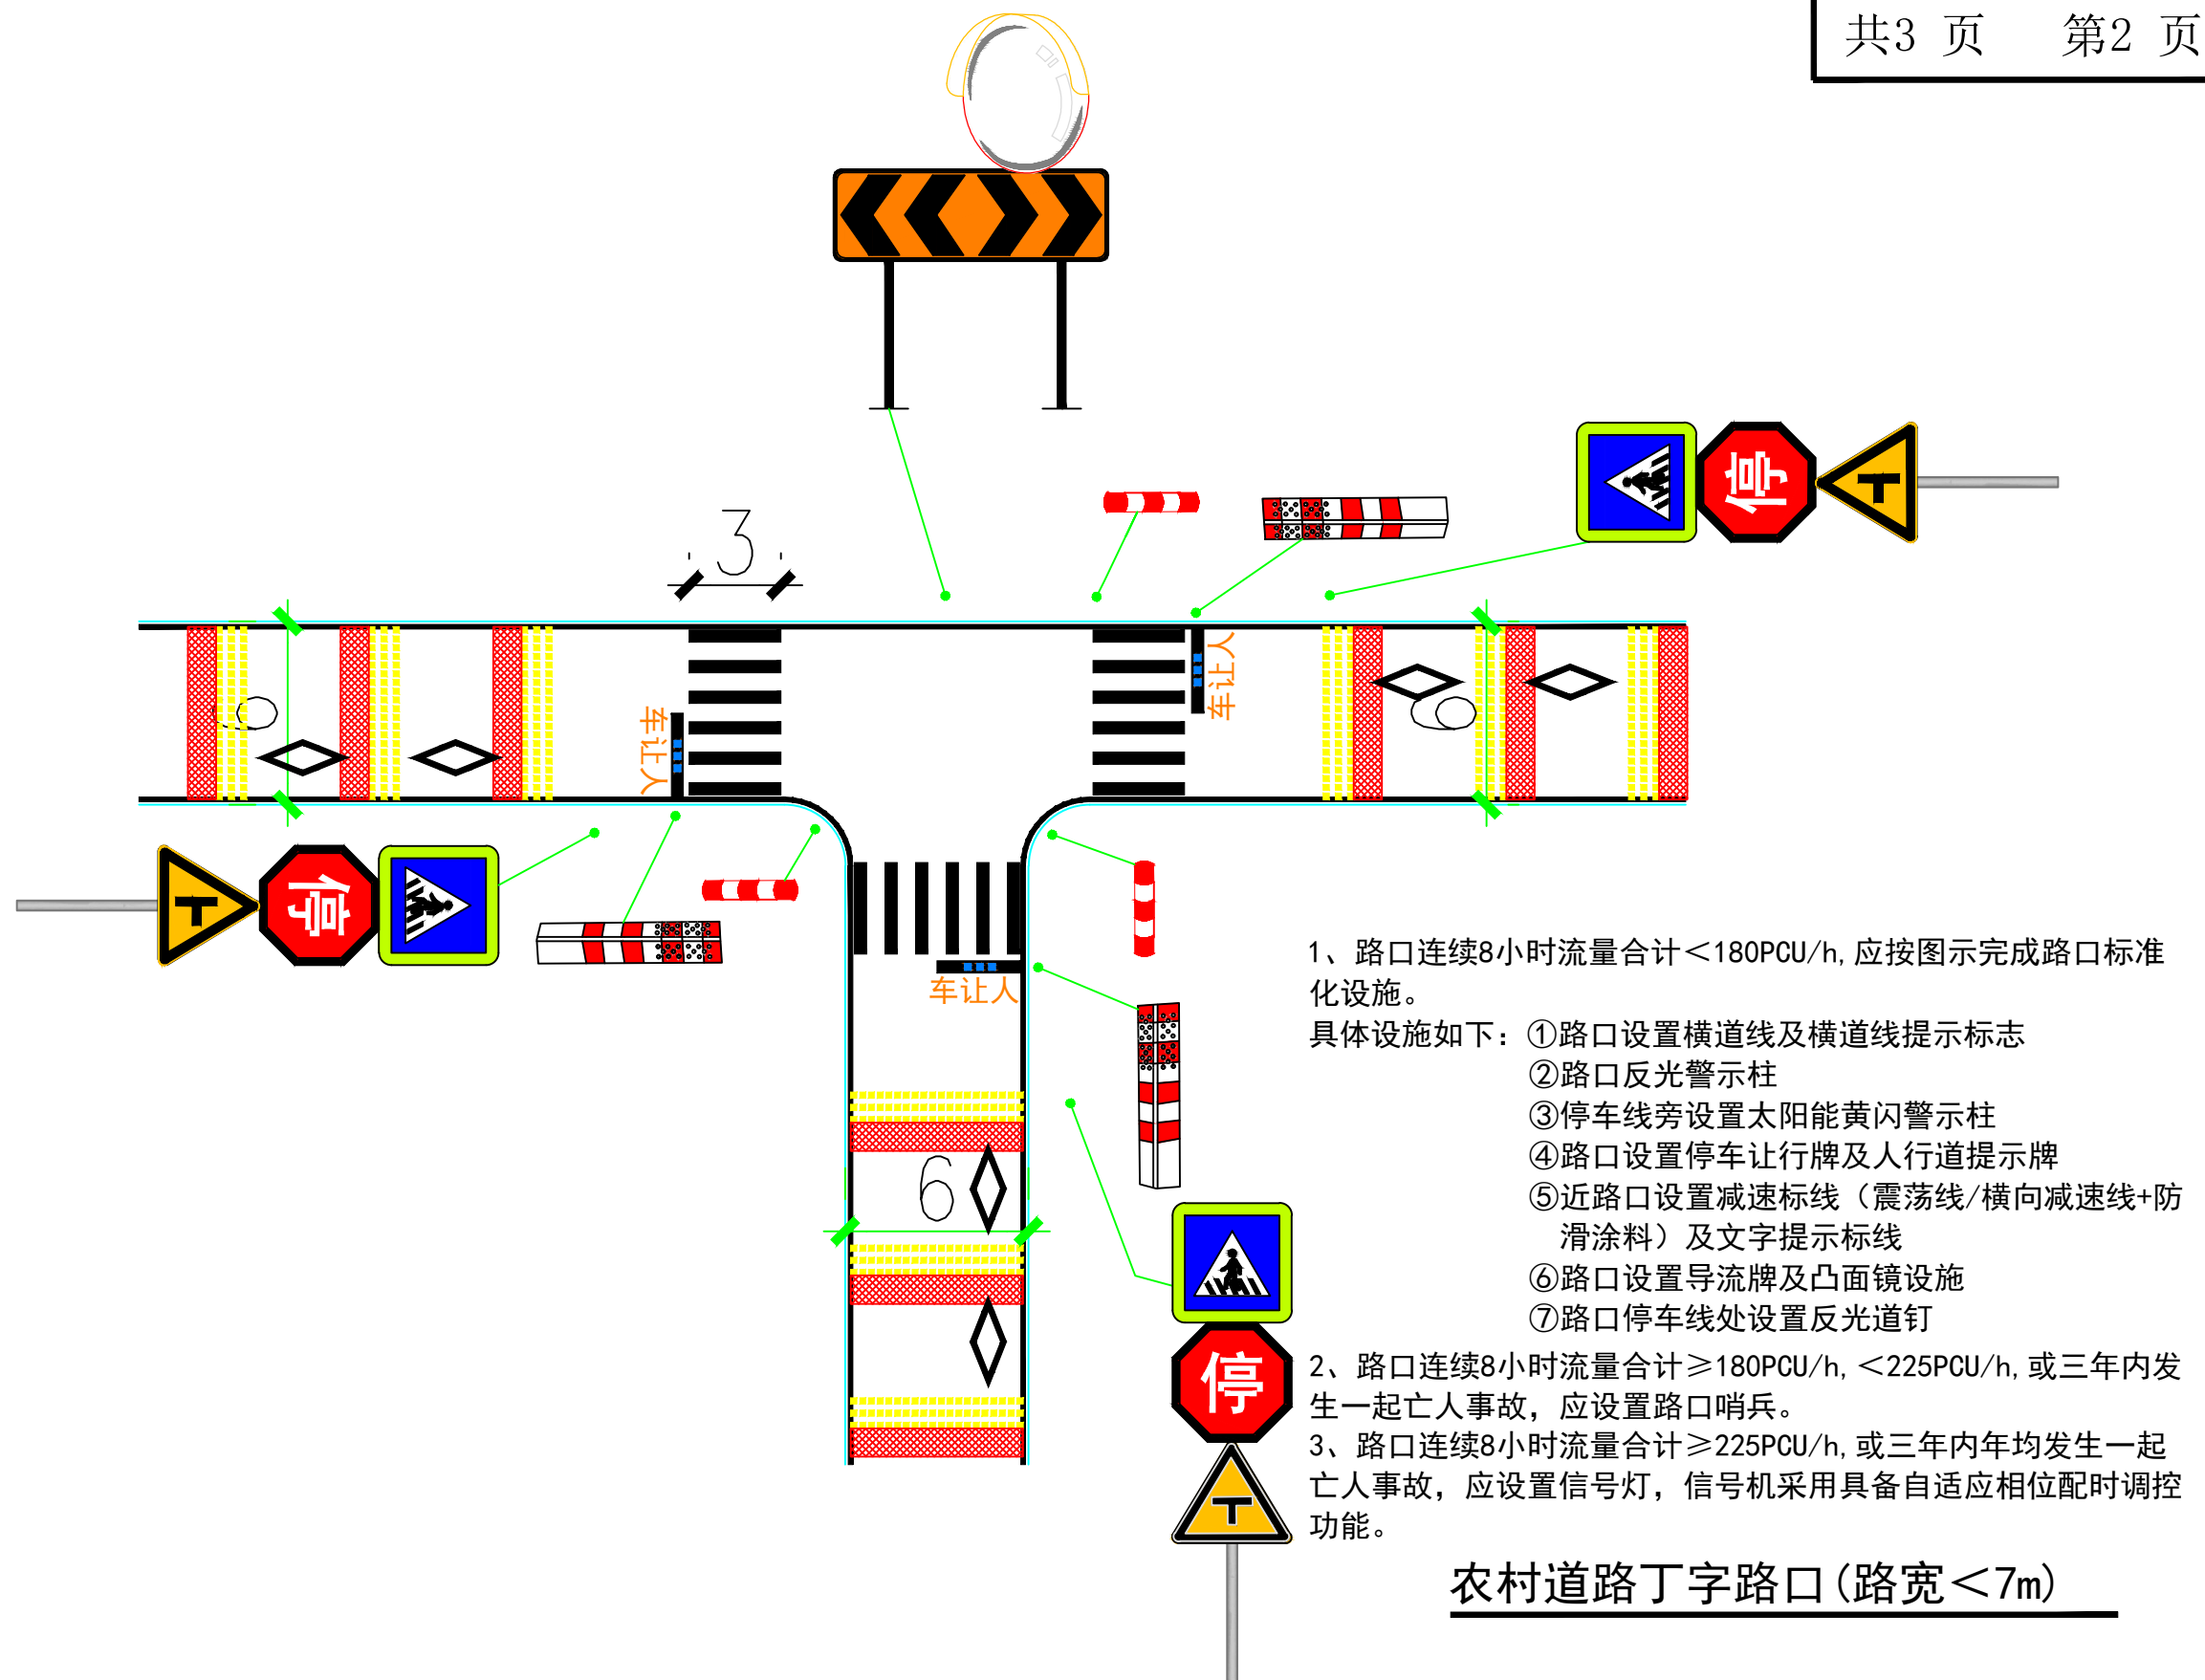 共3 页 第2 页
停
3
车让人
车让人
6
6
停
车让人
6
停
1、路口连续8小时流量合计＜180PCU/h,应按图示完成路口标准
化设施。
具体设施如下：①路口设置横道线及横道线提示标志
②路口反光警示柱
③停车线旁设置太阳能黄闪警示柱
④路口设置停车让行牌及人行道提示牌
⑤近路口设置减速标线（震荡线/横向减速线+防
滑涂料）及文字提示标线
⑥路口设置导流牌及凸面镜设施
⑦路口停车线处设置反光道钉
2、路口连续8小时流量合计≥180PCU/h,＜225PCU/h,或三年内发
生一起亡人事故，应设置路口哨兵。
3、路口连续8小时流量合计≥225PCU/h,或三年内年均发生一起
亡人事故，应设置信号灯，信号机采用具备自适应相位配时调控
功能。
农村道路丁字路口(路宽＜7m)